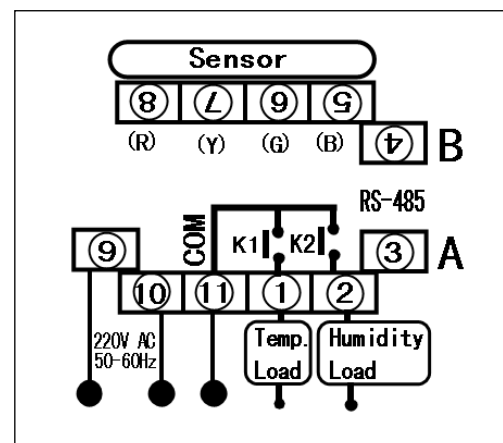 Sensor
8 7 6 5
(R) (Y) (G) (B)
4 B
RS-485
COM
K1 K2
9
3 A
10 11 1 2
220V AC
50-60Hz
Temp.
Load
Humidity
Load